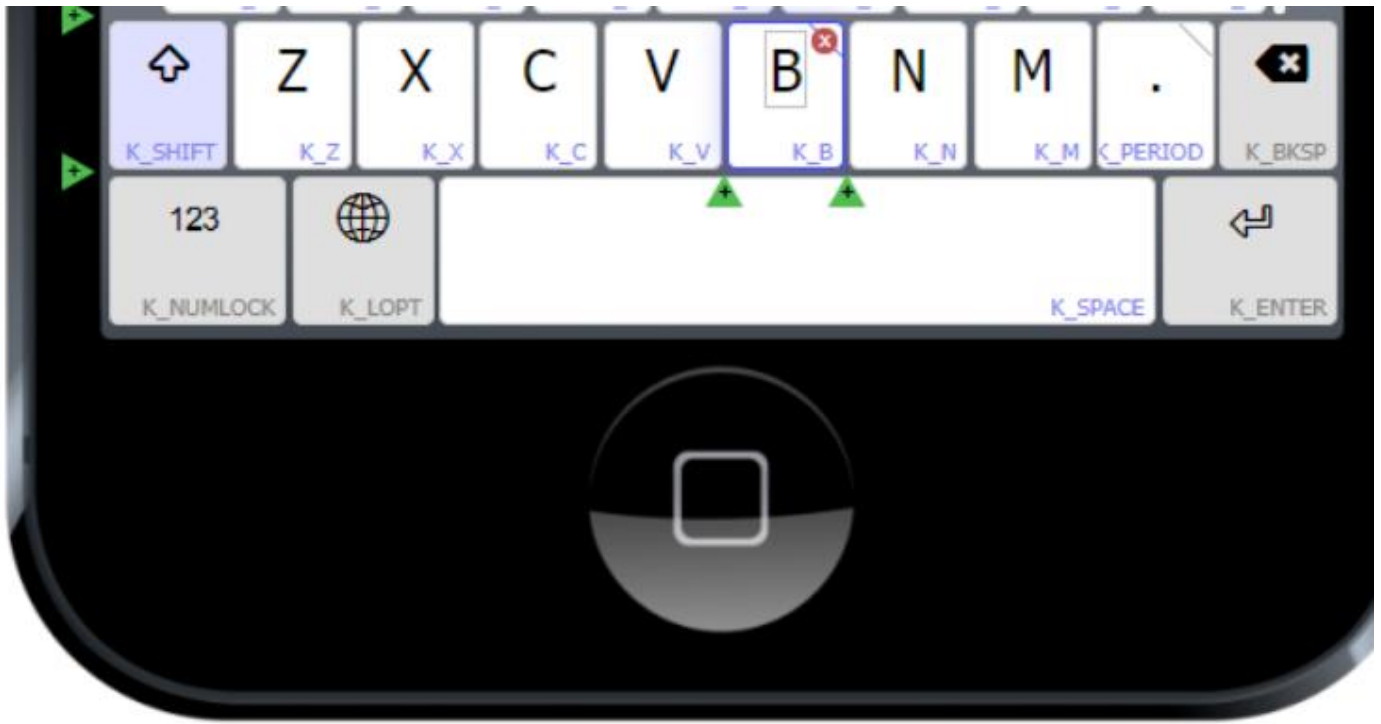 Z X C V B N M .
K_SHIFT K_Z K_X K_C K_V K_B K_N K_M K_PERIOD K_BKSP
123
K_NUMLOCK K_LOPT K_SPACE K_ENTER